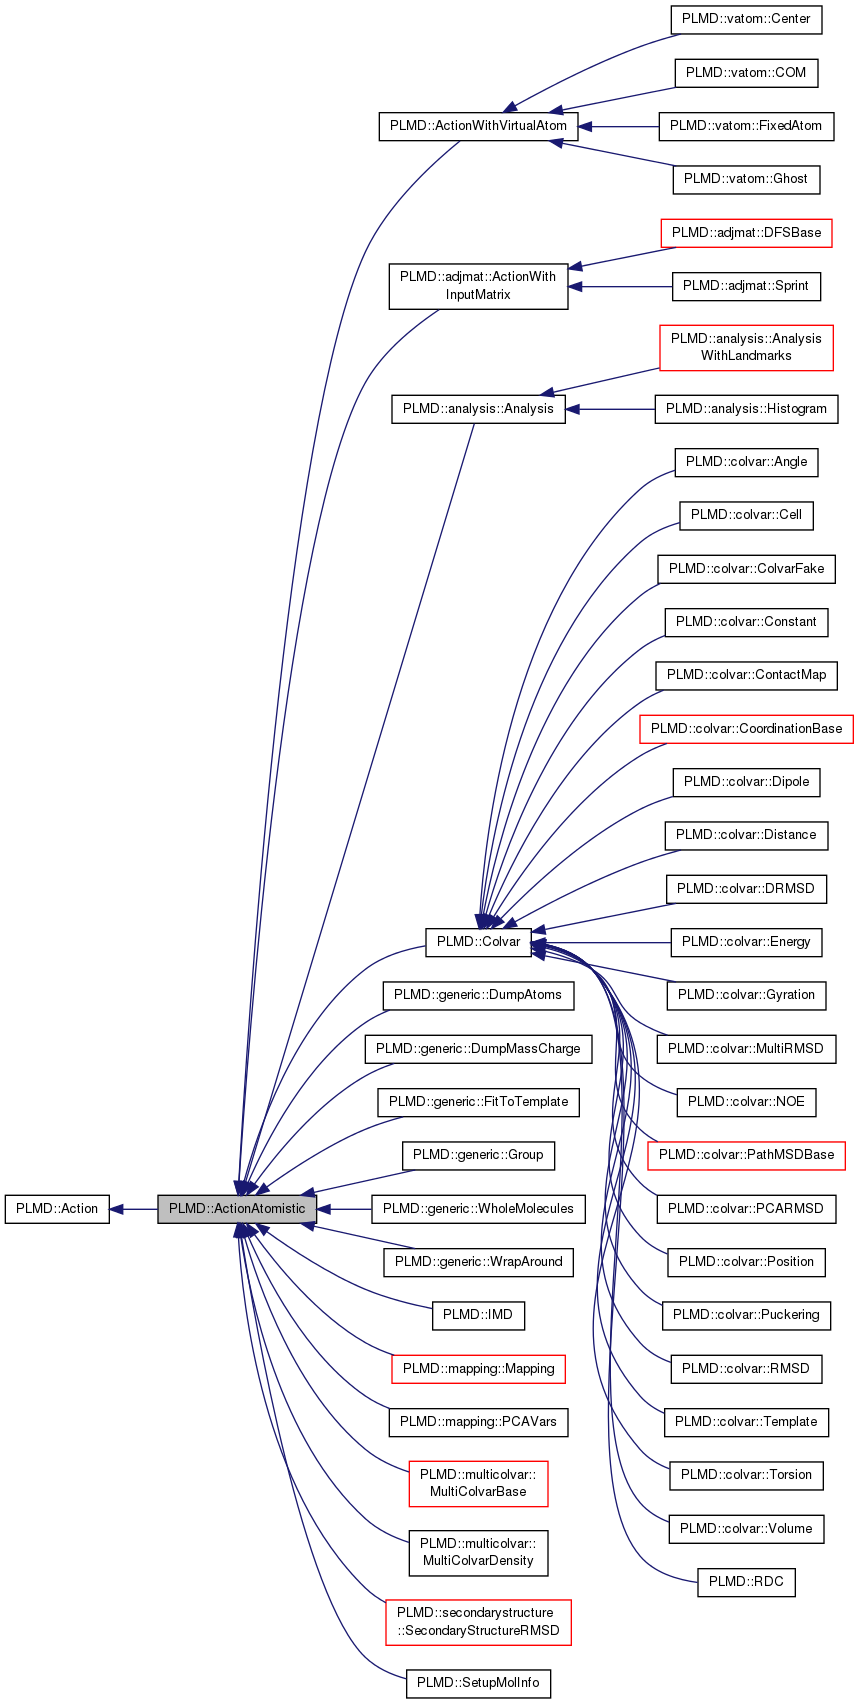 PLMD::vatom::Center
PLMD::vatom::COM
PLMD::ActionWithVirtualAtom
PLMD::vatom::FixedAtom
PLMD::vatom::Ghost
PLMD::adjmat::DFSBase
PLMD::adjmat::ActionWith
InputMatrix
PLMD::adjmat::Sprint
PLMD::analysis::Analysis
WithLandmarks
PLMD::analysis::Analysis
PLMD::analysis::Histogram
PLMD::colvar::Angle
PLMD::colvar::Cell
PLMD::colvar::ColvarFake
PLMD::colvar::Constant
PLMD::colvar::ContactMap
PLMD::colvar::CoordinationBase
PLMD::colvar::Dipole
PLMD::colvar::Distance
PLMD::colvar::DRMSD
PLMD::Colvar
PLMD::colvar::Energy
PLMD::generic::DumpAtoms
PLMD::colvar::Gyration
PLMD::generic::DumpMassCharge
PLMD::colvar::MultiRMSD
PLMD::generic::FitToTemplate
PLMD::colvar::NOE
PLMD::generic::Group
PLMD::colvar::PathMSDBase
PLMD::Action
PLMD::ActionAtomistic
PLMD::generic::WholeMolecules
PLMD::colvar::PCARMSD
PLMD::generic::WrapAround
PLMD::colvar::Position
PLMD::IMD
PLMD::colvar::Puckering
PLMD::mapping::Mapping
PLMD::colvar::RMSD
PLMD::mapping::PCAVars
PLMD::colvar::Template
PLMD::multicolvar::
MultiColvarBase
PLMD::colvar::Torsion
PLMD::multicolvar::
MultiColvarDensity
PLMD::colvar::Volume
PLMD::RDC
PLMD::secondarystructure
::SecondaryStructureRMSD
PLMD::SetupMolInfo